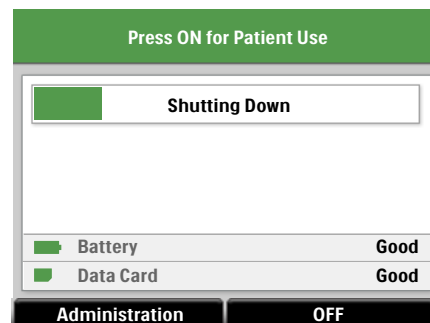 Press ON for Patient Use
Shutting Down
Battery Good
Data Card Good
Administration OFF